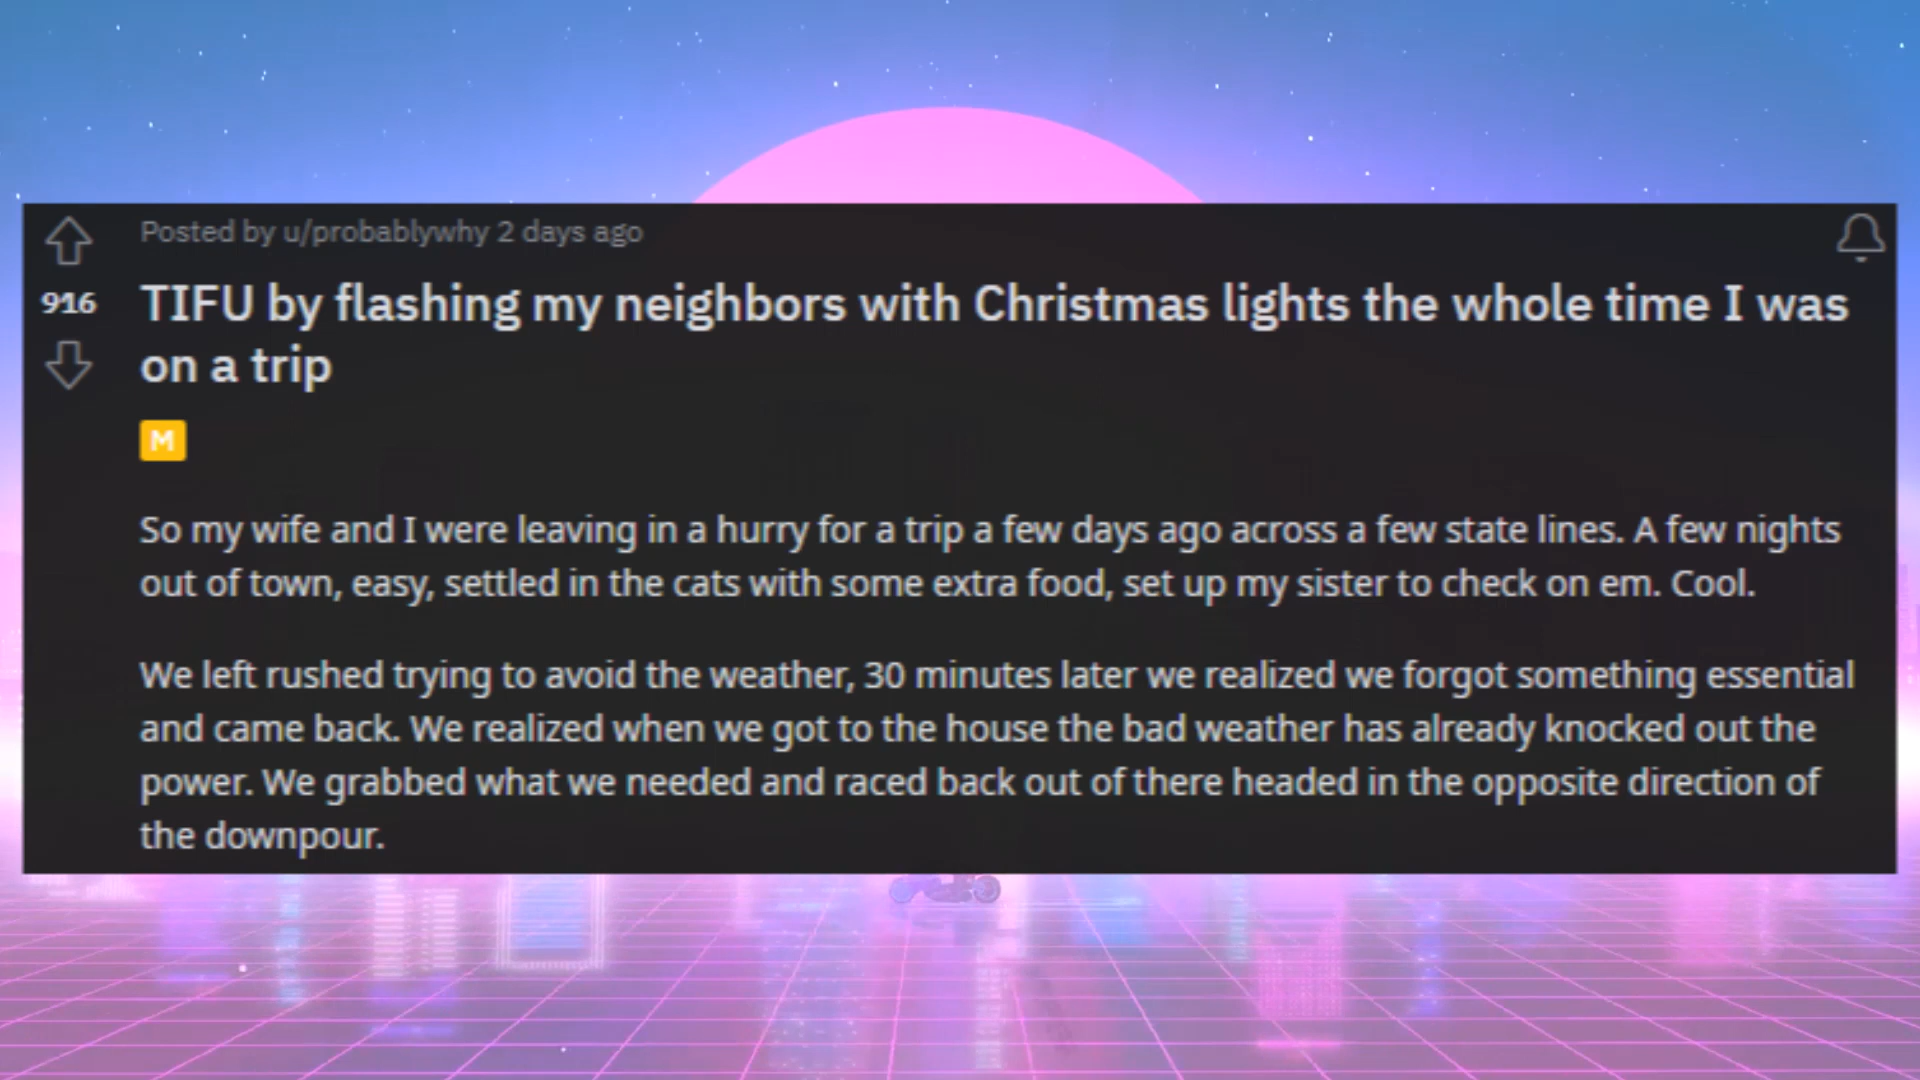 Posted by u/probablywhy 2 days ago
916
TIFU by flashing my neighbors with Christmas lights the whole time I was
on a trip
M
So my wife and I were leaving in a hurry for a trip a few days ago across a few state lines. A few nights
out of town, easy, settled in the cats with some extra food, set up my sister to check on em. Cool.
We left rushed trying to avoid the weather, 30 minutes later we realized we forgot something essential
and came back. We realized when we got to the house the bad weather has already knocked out the
power. We grabbed what we needed and raced back out of there headed in the opposite direction of
the downpour.